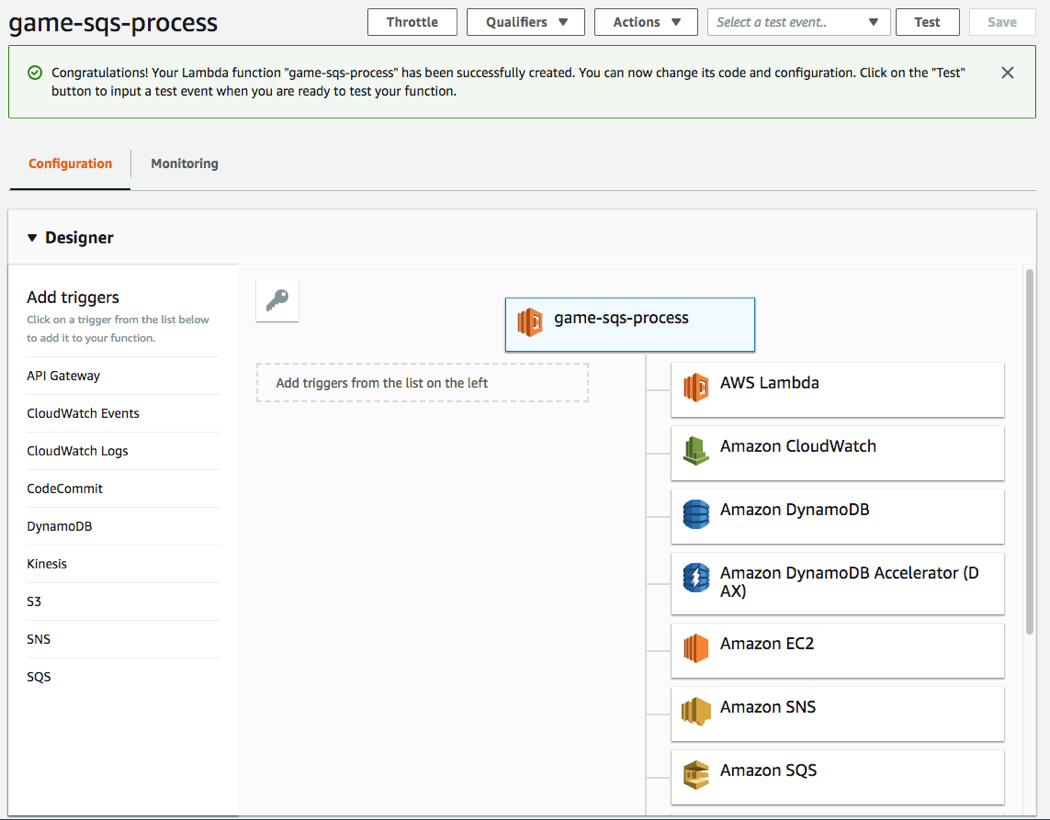 game-sqs-process
Throttle
Qualifiers
Actions
Select a test event..
Test
Save
Congratulations! Your Lambda function "game-sqs-process" has been successfully created. You can now change its code and configuration. Click on the "Test"
button to input a test event when you are ready to test your function.
Configuration
Monitoring
Designer
Add triggers
Click on a trigger from the list below
to add it to your function.
API Gateway
CloudWatch Events
CloudWatch Logs
CodeCommit
DynamoDB
Kinesis
S3
SNS
SQS
game-sqs-process
Add triggers from the list on the left
AWS Lambda
Amazon CloudWatch
Amazon DynamoDB
Amazon DynamoDB Accelerator (D
AX)
Amazon EC2
Amazon SNS
Amazon SQS